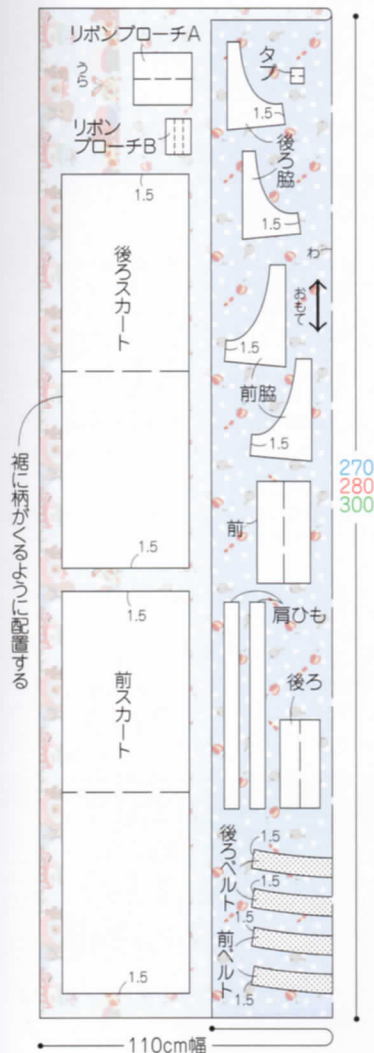 リボンブローチA
うら
リボン
ブローチB
1.5
後ろスカート
1.5
1.5
前スカート
1.5
裾に柄がくるように配置する
タブ
1.5
後ろ脇
1.5
わ
おもて
1.5
前脇
1.5
前
肩ひも
後ろ
後ろベルト
1.5
1.5
前ベルト
1.5
1.5
270
280
300
110cm幅